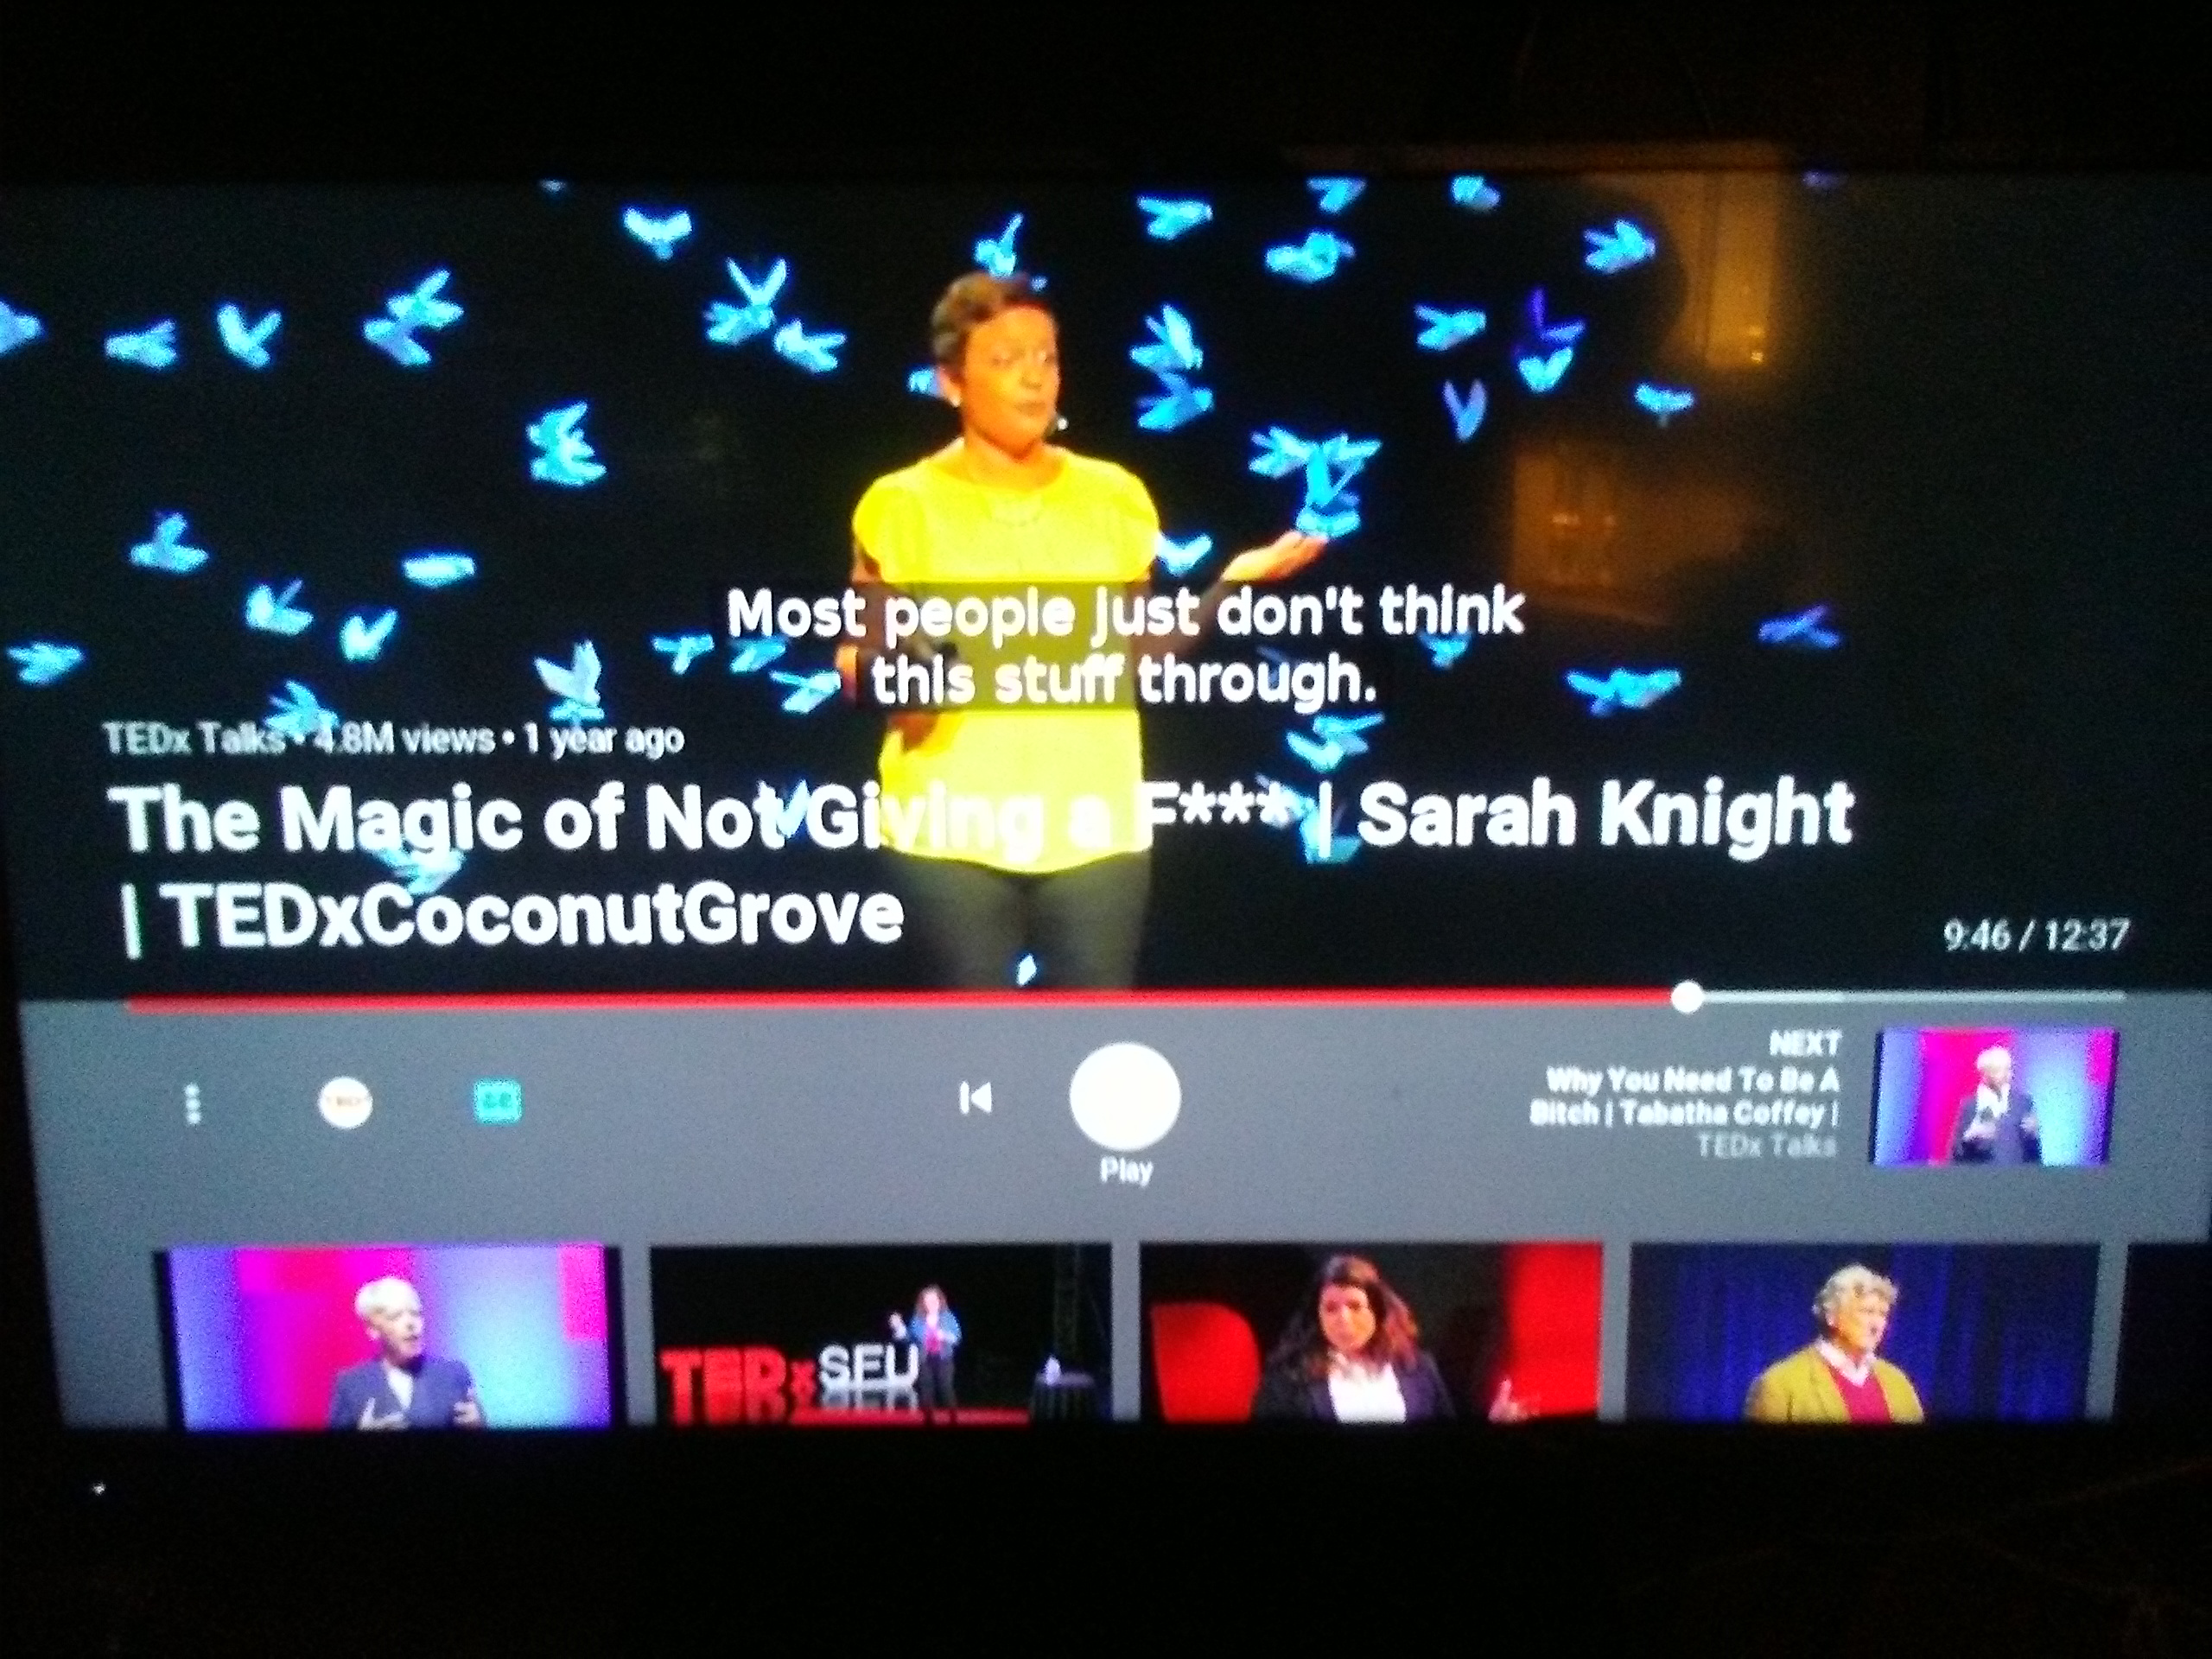 Most people just don't think
this stuff through.
TEDx Talks • 4.8M views • 1 year ago
The Magic of Not Giving a F*** | Sarah Knight
| TEDxCoconutGrove
9:46 / 12:37
NEXT
Why You Need To Be A
Bitch | Tabatha Coffey |
TEDx Talks
Play
TEDxSFU